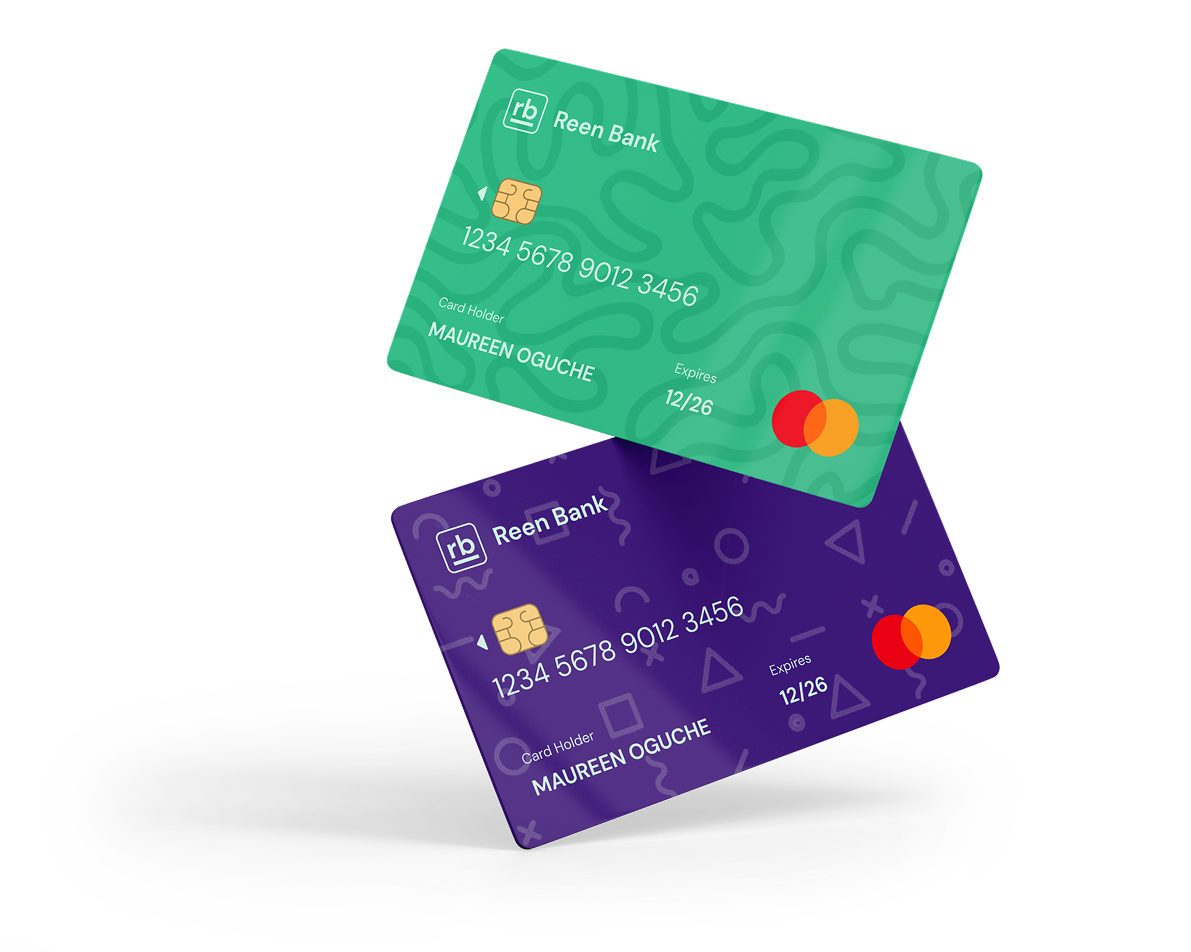 rb
Reen Bank
1234 5678 9012 3456
Card Holder
MAUREEN OGUCHE
Expires
12/26
rb
Reen Bank
1234 5678 9012 3456
Expires
12/26
Card Holder
MAUREEN OGUCHE